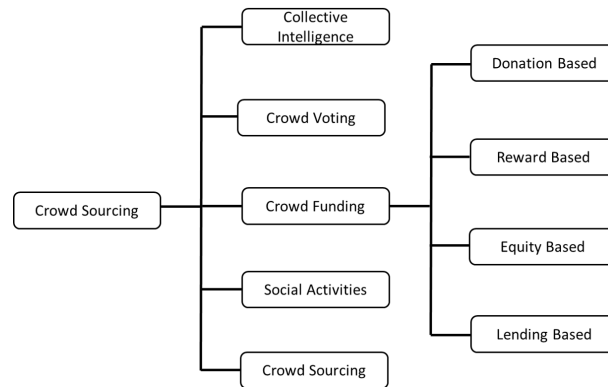 Collective
Intelligence
Donation Based
Crowd Voting
Reward Based
Crowd Sourcing
Crowd Funding
Equity Based
Social Activities
Lending Based
Crowd Sourcing